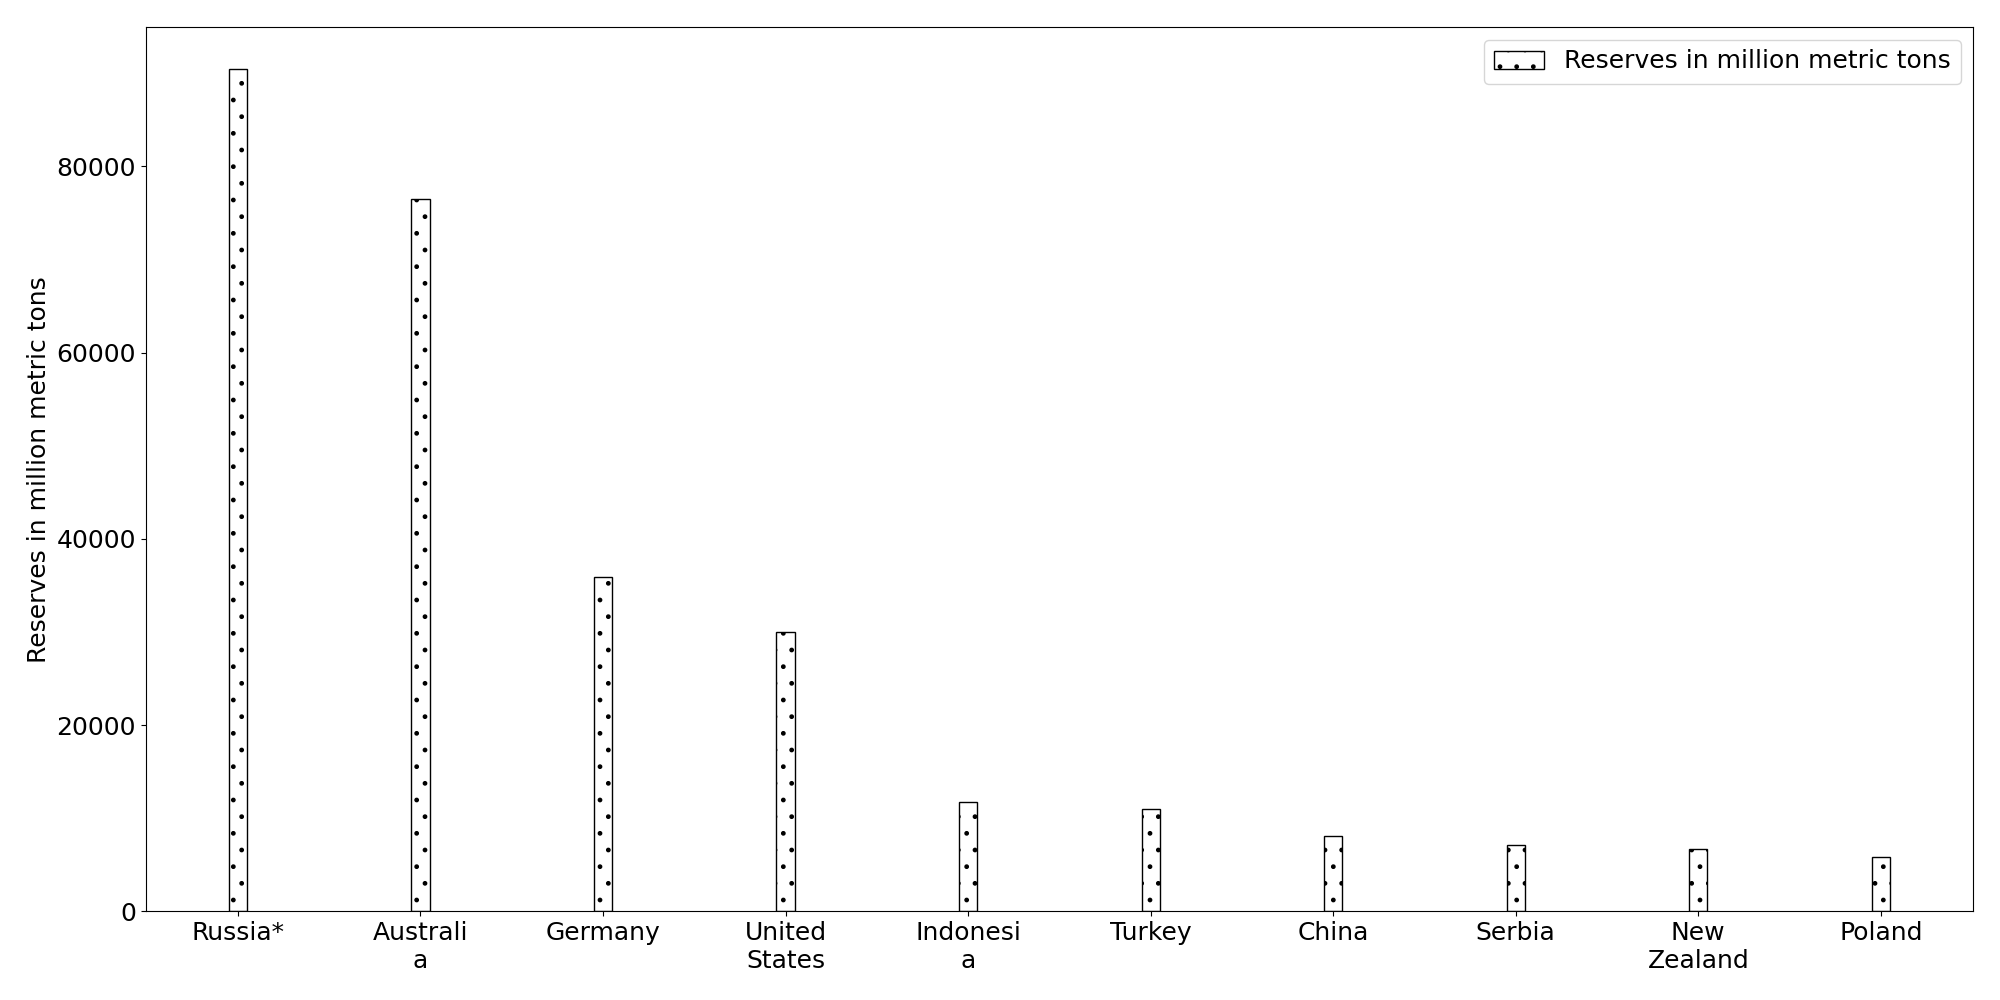 Reserves in million metric tons
Reserves in million metric tons
80000
60000
40000
20000
0
Russia*
Australi
a
Germany
United
States
Indonesi
a
Turkey
China
Serbia
New
Zealand
Poland